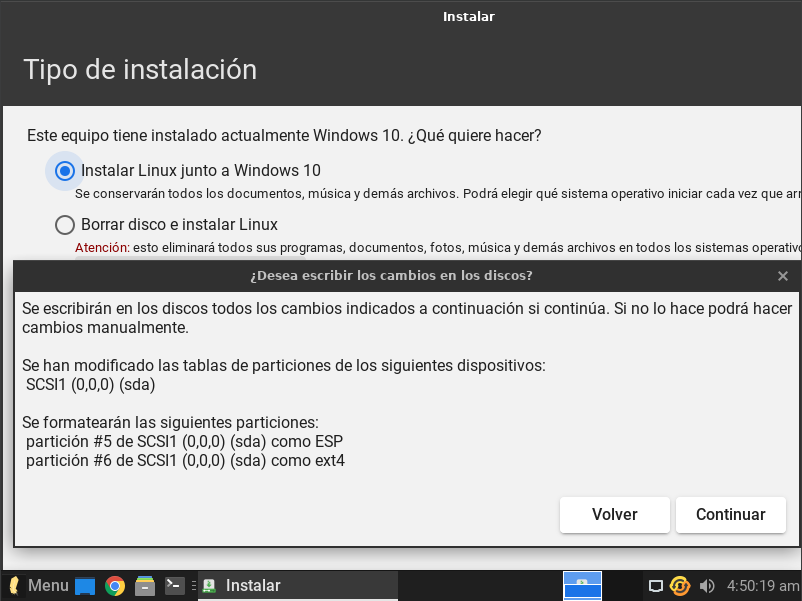 Instalar
Tipo de instalación
Este equipo tiene instalado actualmente Windows 10. ¿Qué quiere hacer?
Instalar Linux junto a Windows 10
Se conservarán todos los documentos, música y demás archivos. Podrá elegir qué sistema operativo iniciar cada vez que
Borrar disco e instalar Linux
Atención: esto eliminará todos sus programas, documentos, fotos, música y demás archivos en todos los sistemas
¿Desea escribir los cambios en los discos?
Se escribirán en los discos todos los cambios indicados a continuación si continúa. Si no lo hace podrá hacer
cambios manualmente.
Se han modificado las tablas de particiones de los siguientes dispositivos:
SCSI1 (0,0,0) (sda)
Se formatearán las siguientes particiones:
partición #5 de SCSI1 (0,0,0) (sda) como ESP
partición #6 de SCSI1 (0,0,0) (sda) como ext4
Volver
Continuar
Menu
Instalar
4:50:19 am